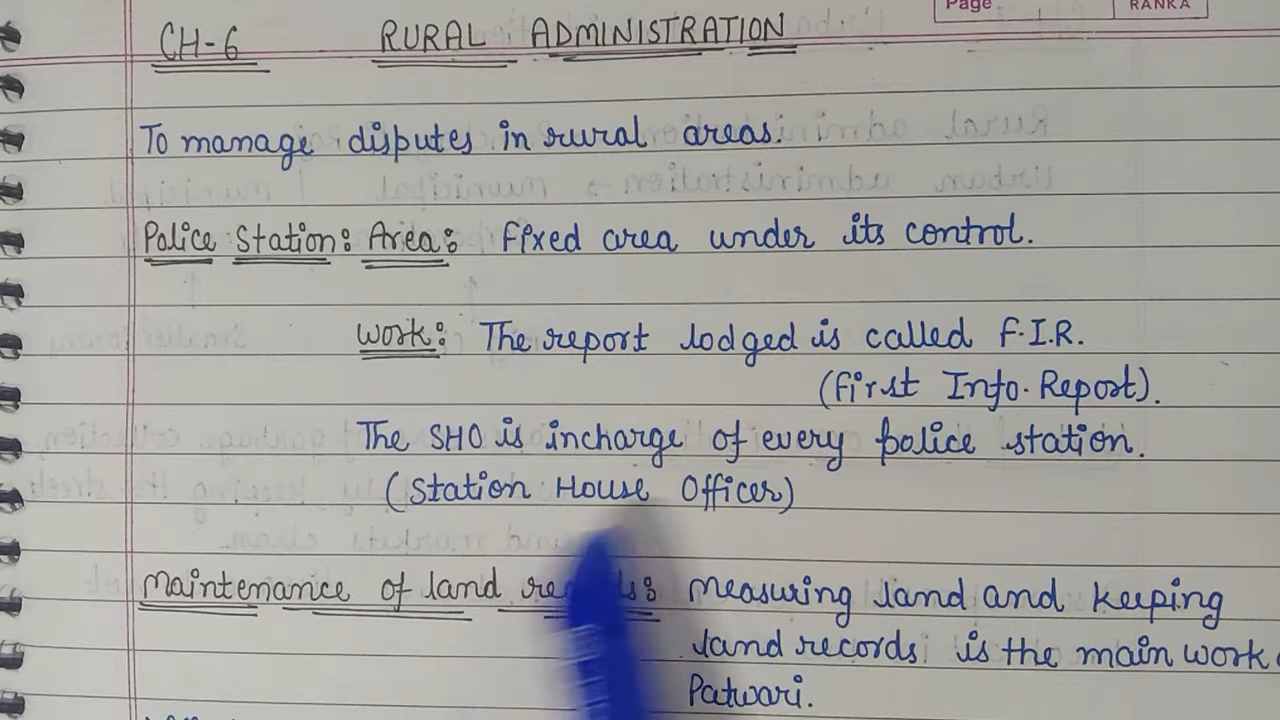 Page
RANKA
CH-6 RURAL ADMINISTRATION
To manage disputes in rural areas.
Police Station: Area: Fixed area under its control.
Work: The report lodged is called F.I.R.
(First Info. Report).
The SHO is incharge of every police station.
(Station House Officer)
Maintenance of land measuring land and keeping
land records is the main work
Patwari.